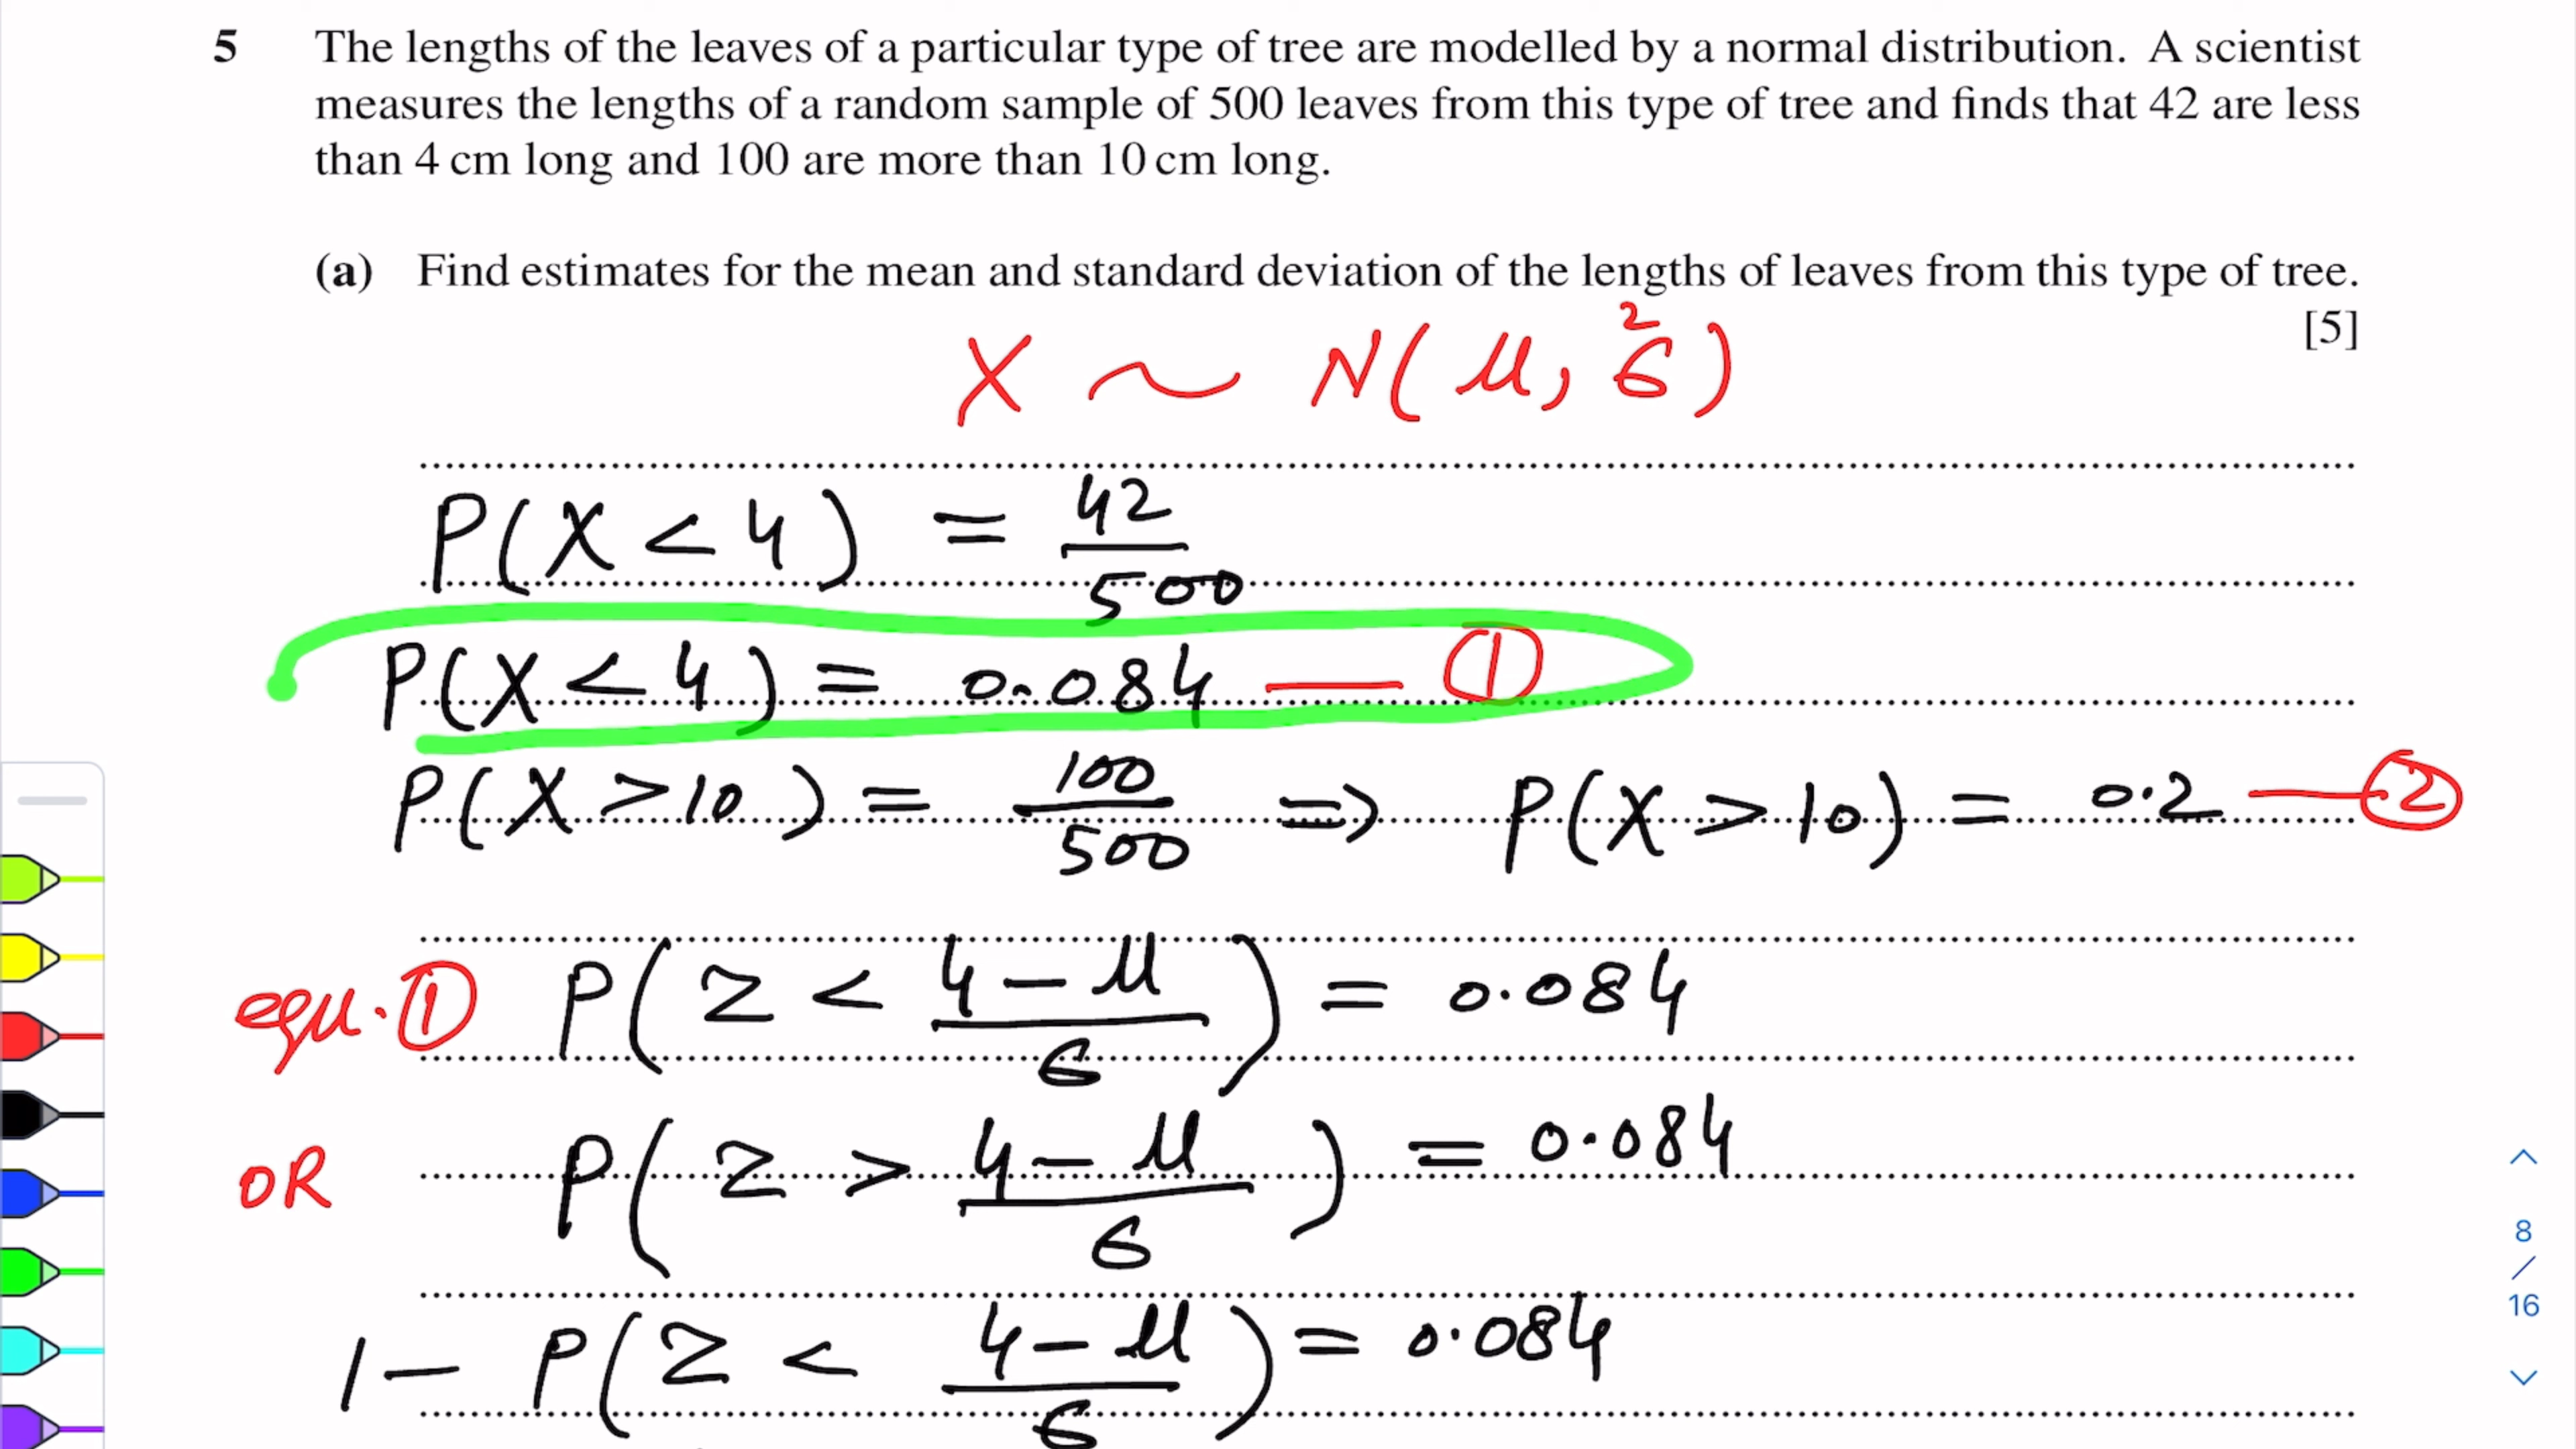 5 The lengths of the leaves of a particular type of tree are modelled by a normal distribution. A scientist
measures the lengths of a random sample of 500 leaves from this type of tree and finds that 42 are less
than 4 cm long and 100 are more than 10 cm long.
(a) Find estimates for the mean and standard deviation of the lengths of leaves from this type of tree.
[5]
X ~ N(μ, σ²)
P(X < 4) = 42/500
P(X < 4) = 0.084 — ①
P(X > 10) = 100/500 => P(X > 10) = 0.2 — ②
equ. ① P(Z < (4 - μ)/σ) = 0.084
OR P(Z > (4 - μ)/σ) = 0.084
1 - P(Z < (4 - μ)/σ) = 0.084
8
/
16